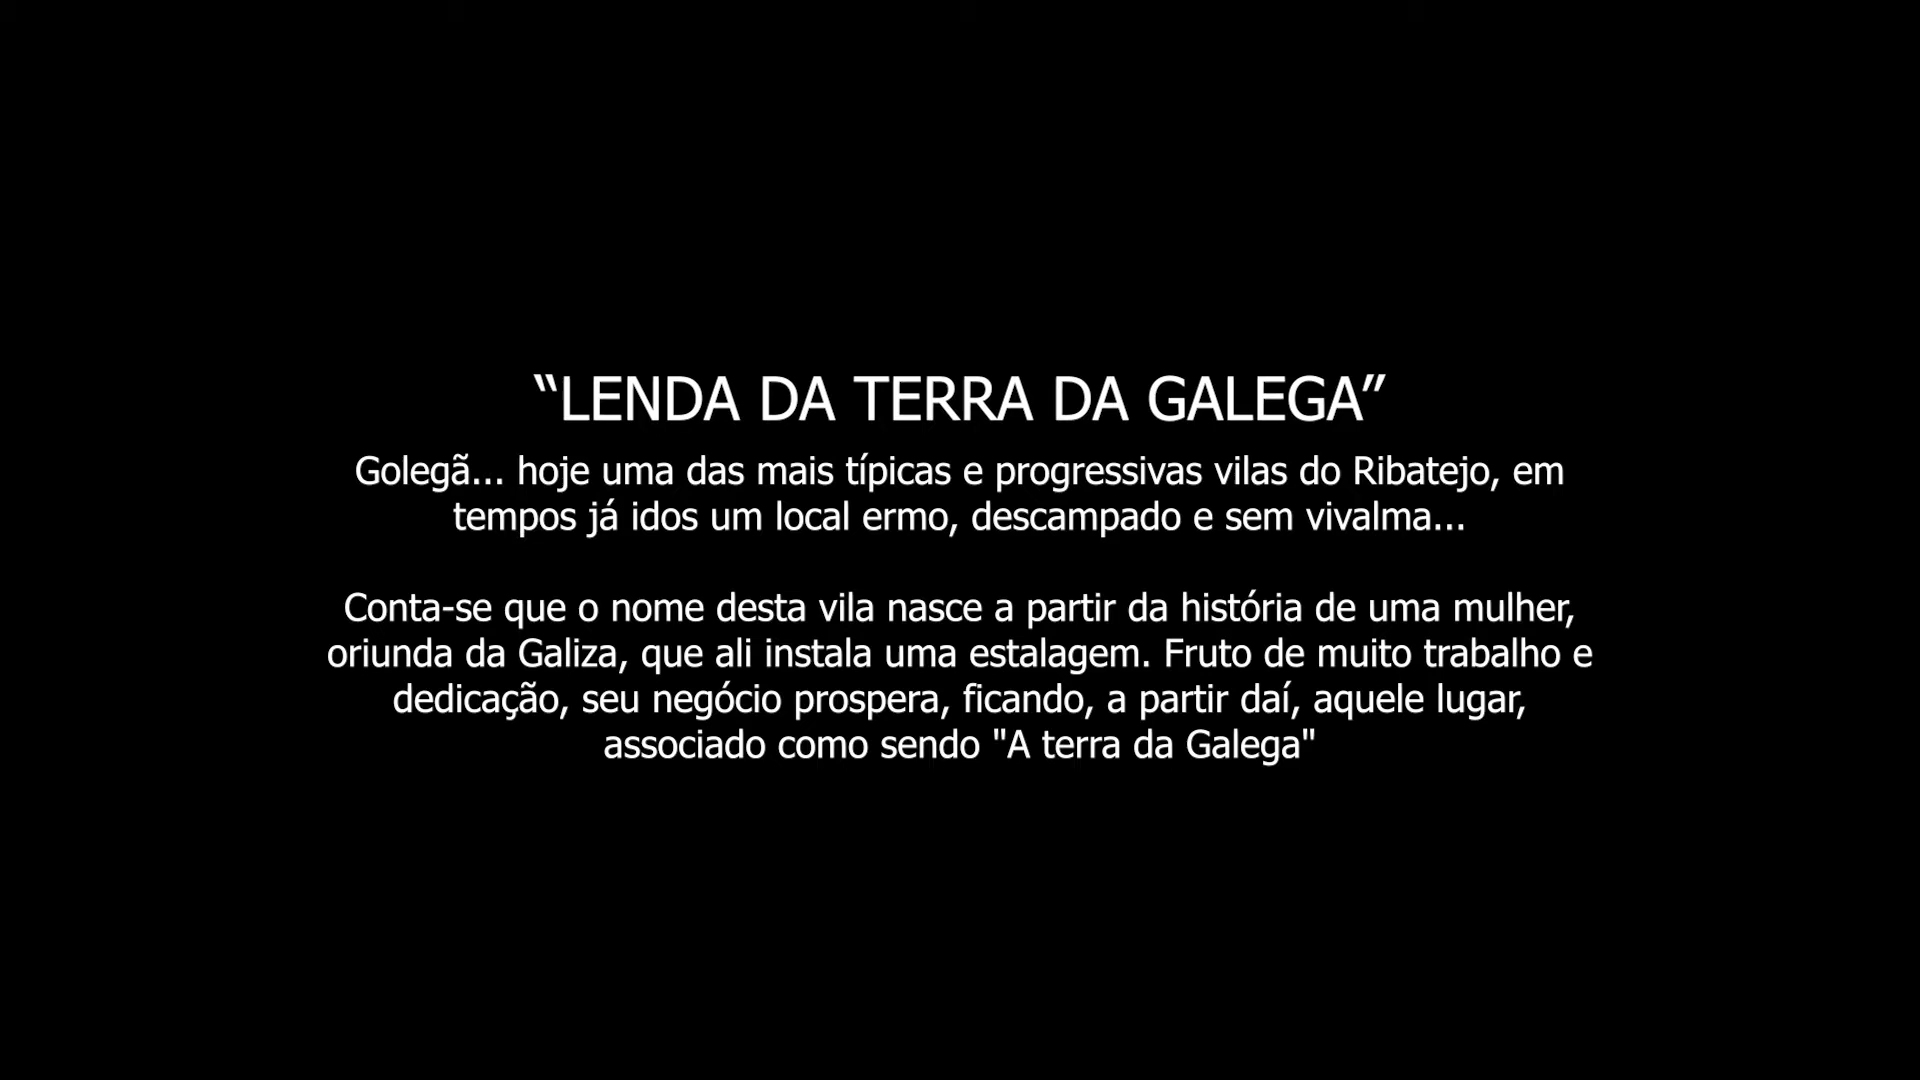 “LENDA DA TERRA DA GALEGA”
Golegã... hoje uma das mais típicas e progressivas vilas do Ribatejo, em
tempos já idos um local ermo, descampado e sem vivalma...
Conta-se que o nome desta vila nasce a partir da história de uma mulher,
oriunda da Galiza, que ali instala uma estalagem. Fruto de muito trabalho e
dedicação, seu negócio prospera, ficando, a partir daí, aquele lugar,
associado como sendo "A terra da Galega"